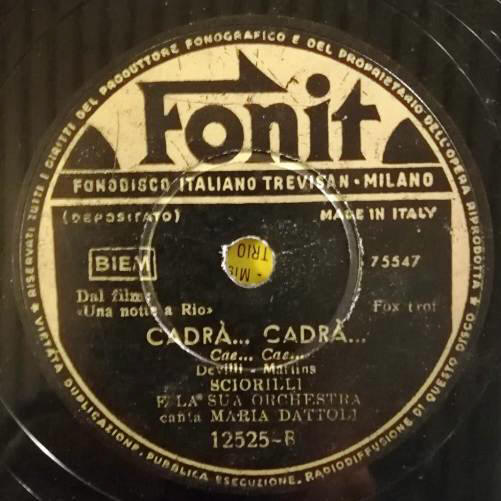 RISERVATI TUTTI I DIRITTI DEL PRODUTTORE FONOGRAFICO E DEL PROPRIETARIO DELL'OPERA RIPRODOTTA • DISCO
Fonit
FONODISCO ITALIANO TREVISAN • MILANO
(DEPOSITATO)
MADE IN ITALY
BIEM
TRIO
75547
Dal film:
«Una notte a Rio»
Fox trot
CADRÀ... CADRÀ...
Cae... Cae...
Devilli - Martins
SCIORILLI
E LA SUA ORCHESTRA
canta MARIA DATTOLI
12525-B
VIETATA DUPLICAZIONE, PUBBLICA ESECUZIONE, RADIODIFFUSIONE DI QUESTO DISCO